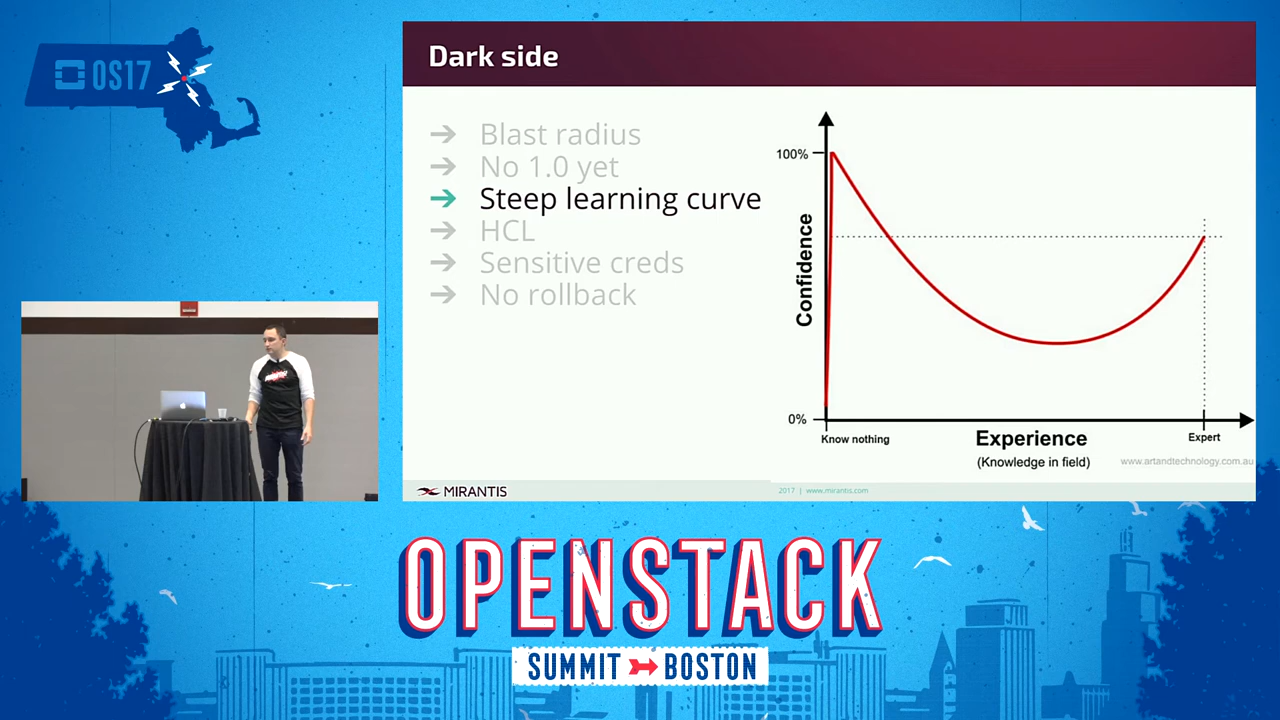 OS17
Dark side
→ Blast radius
→ No 1.0 yet
→ Steep learning curve
→ HCL
→ Sensitive creds
→ No rollback
100%
Confidence
0%
Know nothing
Experience
(Knowledge in field)
Expert
www.artandtechnology.com.au
MIRANTIS
2017 | www.mirantis.com
OPENSTACK
SUMMIT BOSTON